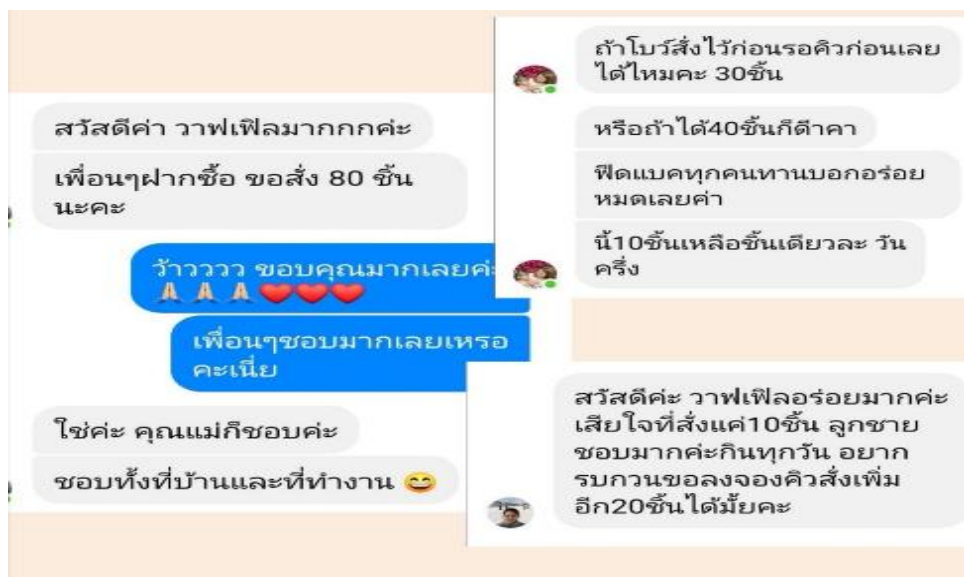 สวัสดีค่า วาฟเฟิลมากกกค่ะ
เพื่อนๆฝากซื้อ ขอสั่ง 80 ชิ้น
นะคะ
ว้าวววว ขอบคุณมากเลยค่ะ
🙏🏻🙏🏻🙏🏻❤️❤️❤️
เพื่อนๆชอบมากเลยเหรอ
คะเนี่ย
ใช่ค่ะ คุณแม่ก็ชอบค่ะ
ชอบทั้งที่บ้านและที่ทำงาน 😄
ถ้าโบว์สั่งไว้ก่อนรอคิวก่อนเลย
ได้ไหมคะ 30ชิ้น
หรือถ้าได้40ชิ้นก็ดีาคา
ฟีดแบคทุกคนทานบอกอร่อย
หมดเลยค่า
นี้10ชิ้นเหลือชิ้นเดียวละ วัน
ครึ่ง
สวัสดีค่ะ วาฟเฟิลอร่อยมากค่ะ
เสียใจที่สั่งแค่10ชิ้น ลูกชาย
ชอบมากค่ะกินทุกวัน อยาก
รบกวนขอลงจองคิวสั่งเพิ่ม
อีก20ชิ้นได้มั้ยคะ